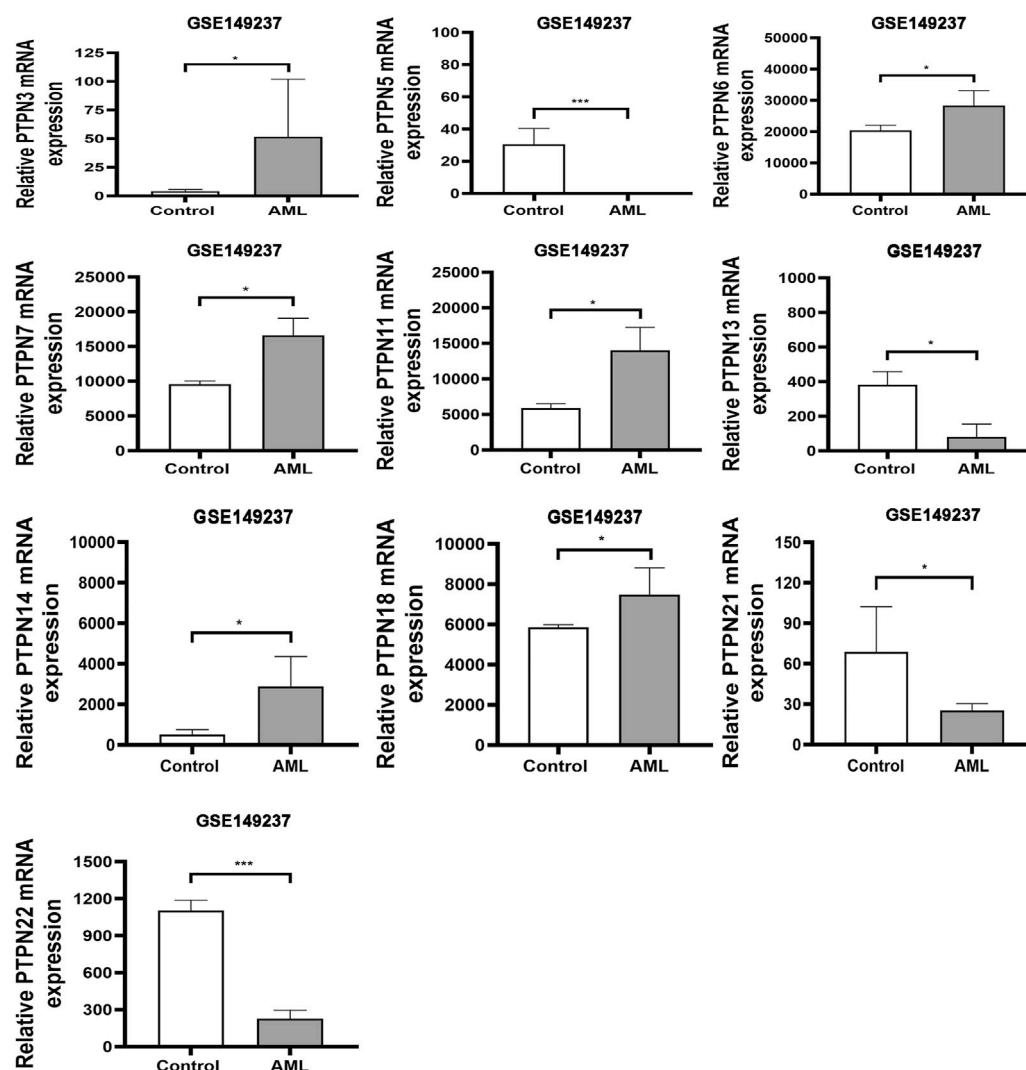 GSE149237
Relative PTPN3 mRNA
expression
125
100
75
50
25
0
*
Control AML
GSE149237
Relative PTPN5 mRNA
expression
100
80
60
40
20
0
***
Control AML
GSE149237
Relative PTPN6 mRNA
expression
50000
40000
30000
20000
10000
0
*
Control AML
GSE149237
Relative PTPN7 mRNA
expression
25000
20000
15000
10000
5000
0
*
Control AML
GSE149237
Relative PTPN11 mRNA
expression
25000
20000
15000
10000
5000
0
*
Control AML
GSE149237
Relative PTPN13 mRNA
expression
1000
800
600
400
200
0
*
Control AML
GSE149237
Relative PTPN14 mRNA
expression
10000
8000
6000
4000
2000
0
*
Control AML
GSE149237
Relative PTPN18 mRNA
expression
10000
8000
6000
4000
2000
0
*
Control AML
GSE149237
Relative PTPN21 mRNA
expression
150
120
90
60
30
0
*
Control AML
GSE149237
Relative PTPN22 mRNA
expression
1500
1200
900
600
300
0
***
Control AML